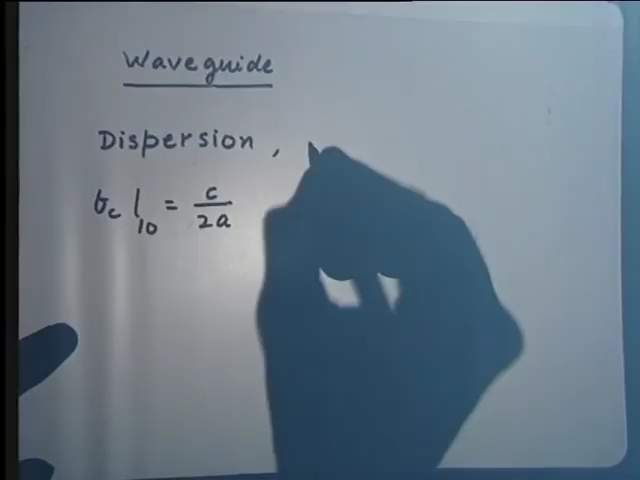 Waveguide
Dispersion,
fc|10 = c/2a